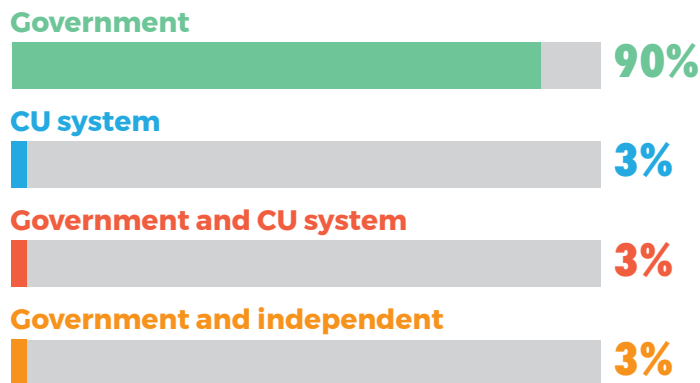 Government
90%
CU system
3%
Government and CU system
3%
Government and independent
3%